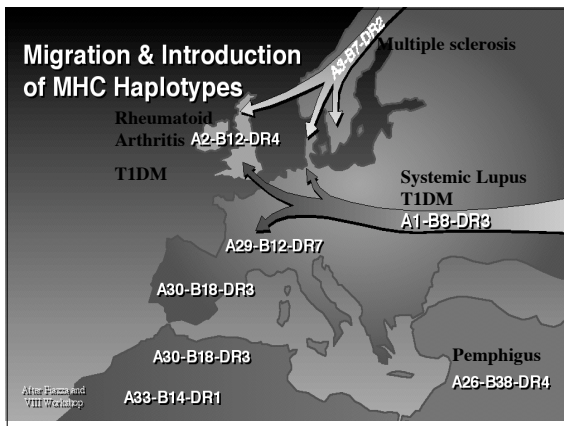 Migration & Introduction
of MHC Haplotypes
A3-B7-DR2
Multiple sclerosis
Rheumatoid
Arthritis A2-B12-DR4
T1DM
Systemic Lupus
T1DM
A1-B8-DR3
A29-B12-DR7
A30-B18-DR3
A30-B18-DR3
Pemphigus
A26-B38-DR4
A33-B14-DR1
After Piazza and
VIII Workshop